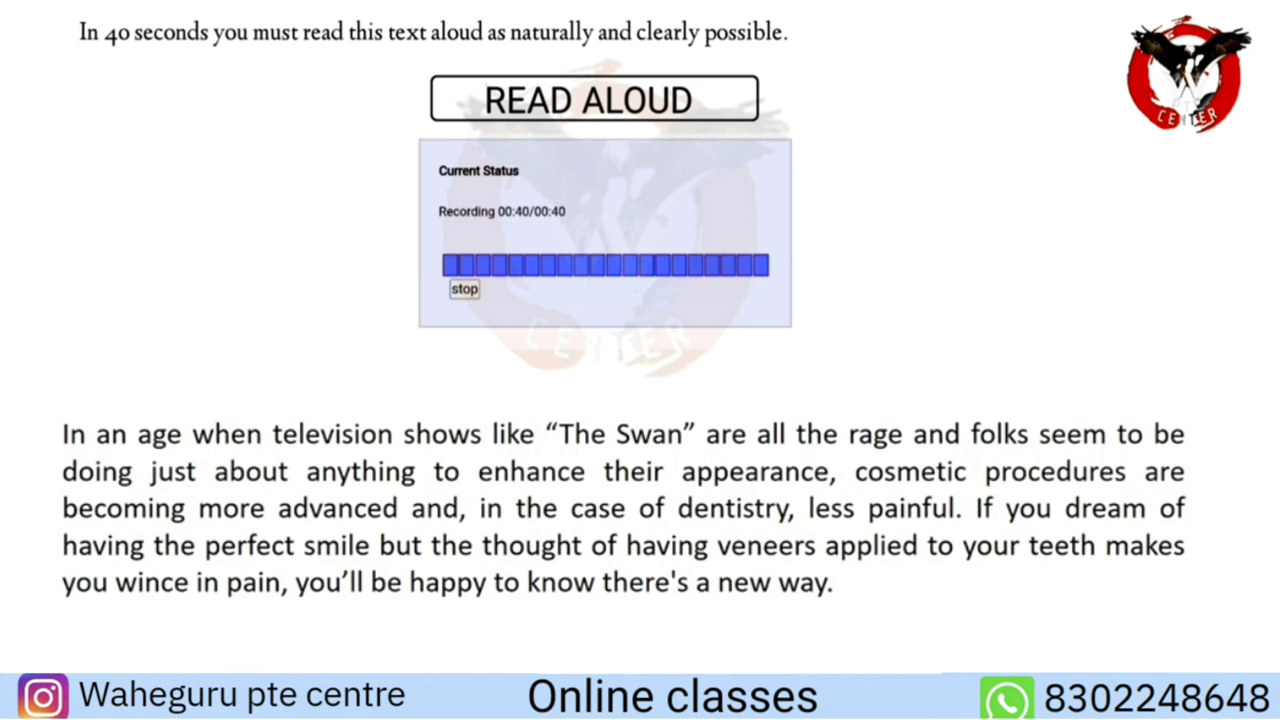 In 40 seconds you must read this text aloud as naturally and clearly possible.
READ ALOUD
CENTER
Current Status
Recording 00:40/00:40
stop
CENTER
In an age when television shows like “The Swan” are all the rage and folks seem to be
doing just about anything to enhance their appearance, cosmetic procedures are
becoming more advanced and, in the case of dentistry, less painful. If you dream of
having the perfect smile but the thought of having veneers applied to your teeth makes
you wince in pain, you’ll be happy to know there's a new way.
Waheguru pte centre
Online classes
8302248648